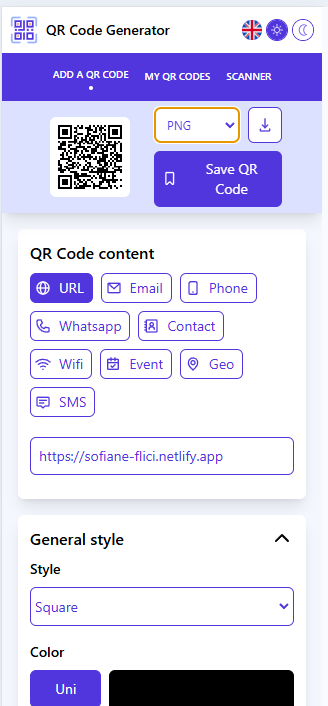 QR Code Generator
ADD A QR CODE
MY QR CODES
SCANNER
PNG
Save QR
Code
QR Code content
URL
Email
Phone
Whatsapp
Contact
Wifi
Event
Geo
SMS
https://sofiane-flici.netlify.app
General style
Style
Square
Color
Uni